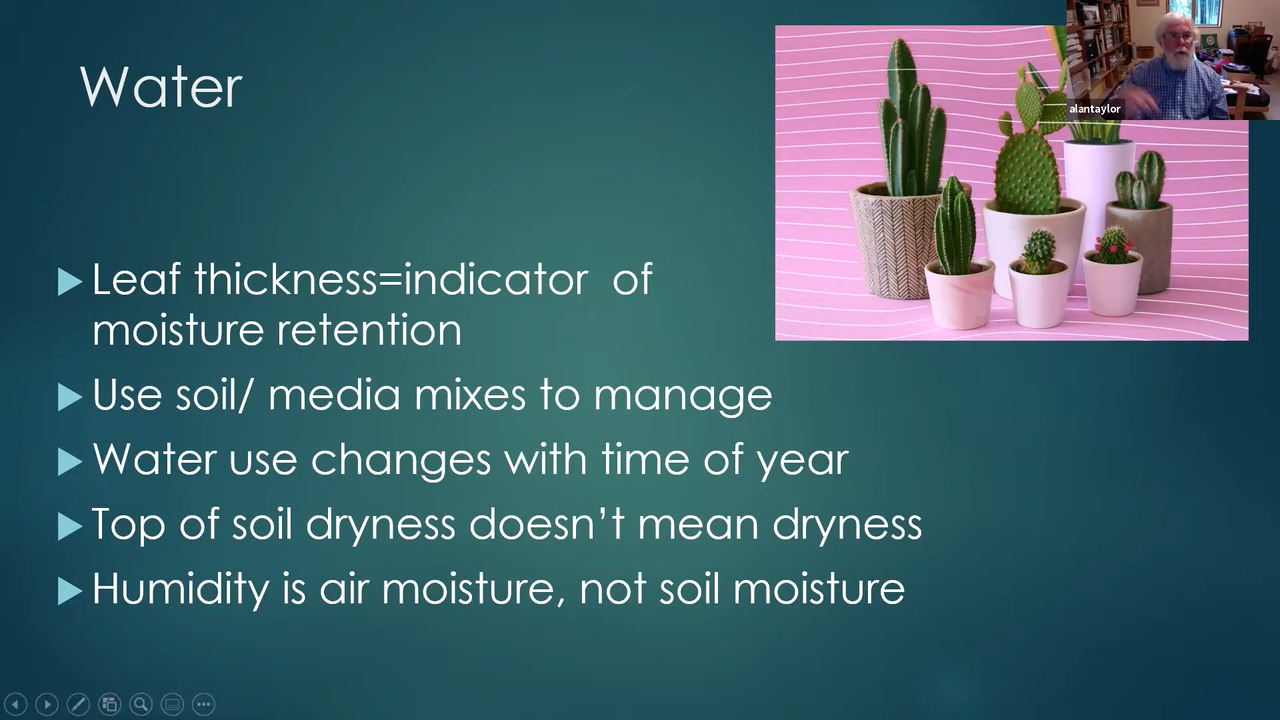 Water
alantaylor
Leaf thickness=indicator of
moisture retention
Use soil/ media mixes to manage
Water use changes with time of year
Top of soil dryness doesn’t mean dryness
Humidity is air moisture, not soil moisture